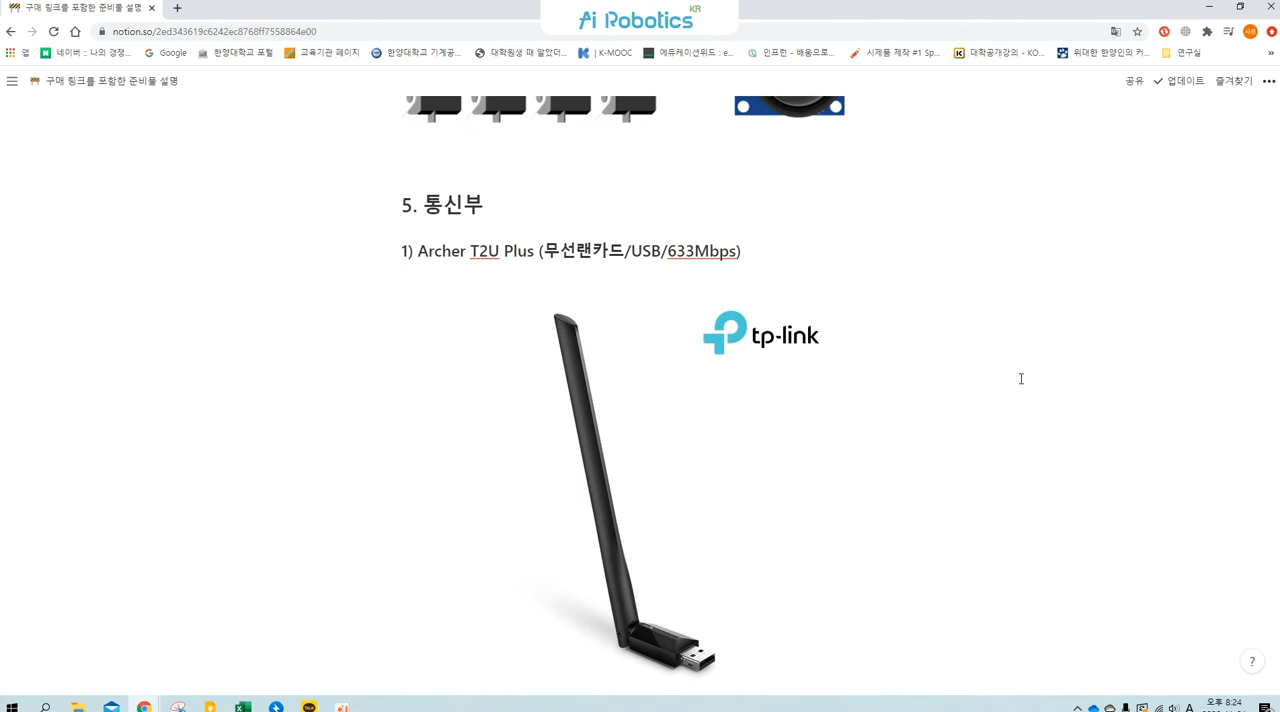 구매 링크를 포함한 준비물 설명
Ai Robotics KR
notion.so/2ed343619c6242ec8768ff7558864e00
앱
네이버 :: 나의 경쟁...
Google
한양대학교 포털
교육기관 페이지
한양대학교 기계공...
대학원생 때 알았더...
| K-MOOC
에듀케이션위드 : e...
인프런 - 배움으로...
시제품 제작 #1 Sp...
대학공개강의 - KO...
위대한 한양인의 커...
연구실
»
구매 링크를 포함한 준비물 설명
공유
업데이트
즐겨찾기
5. 통신부
1) Archer T2U Plus (무선랜카드/USB/633Mbps)
tp-link
?
A
오후 8:24